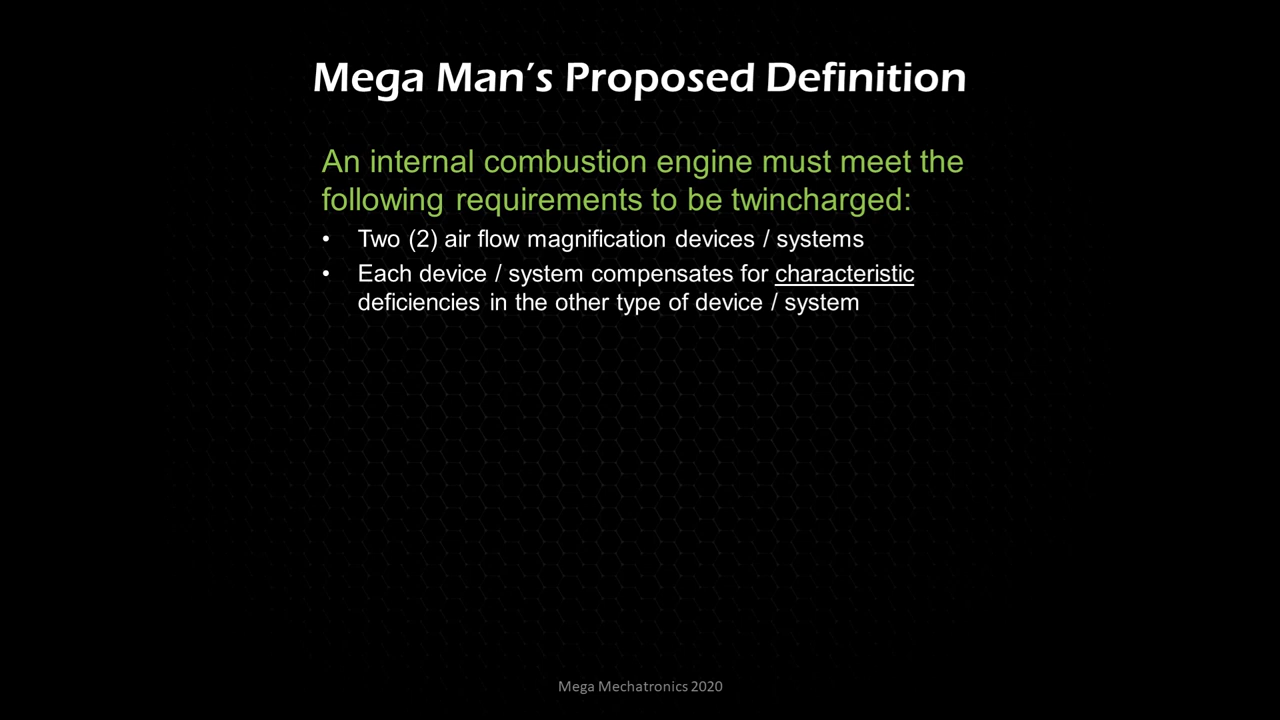 Mega Man’s Proposed Definition
An internal combustion engine must meet the
following requirements to be twincharged:
• Two (2) air flow magnification devices / systems
• Each device / system compensates for characteristic
deficiencies in the other type of device / system
Mega Mechatronics 2020